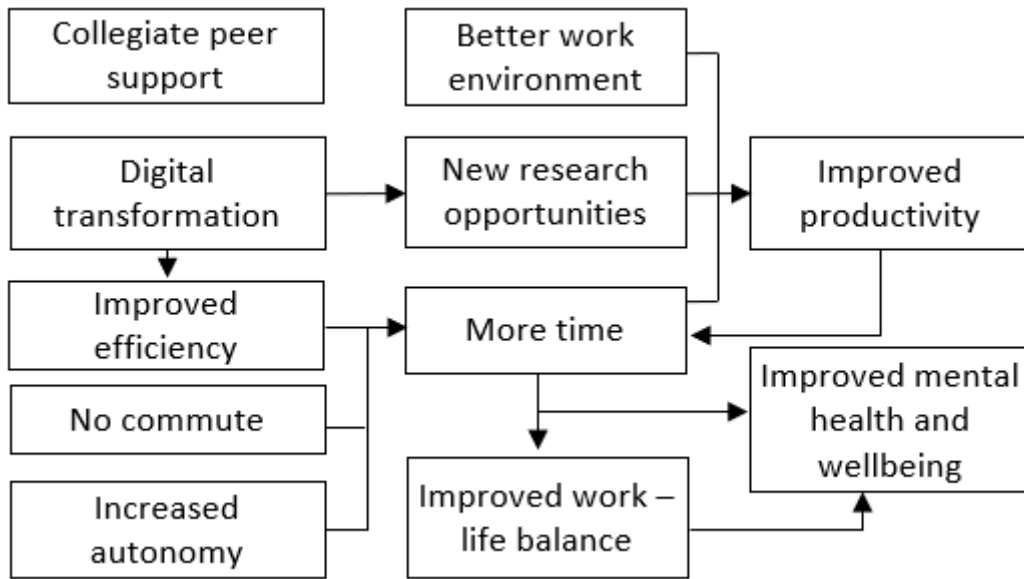 Collegiate peer
support
Better work
environment
Digital
transformation
New research
opportunities
Improved
productivity
Improved
efficiency
More time
No commute
Improved mental
health and
wellbeing
Increased
autonomy
Improved work –
life balance